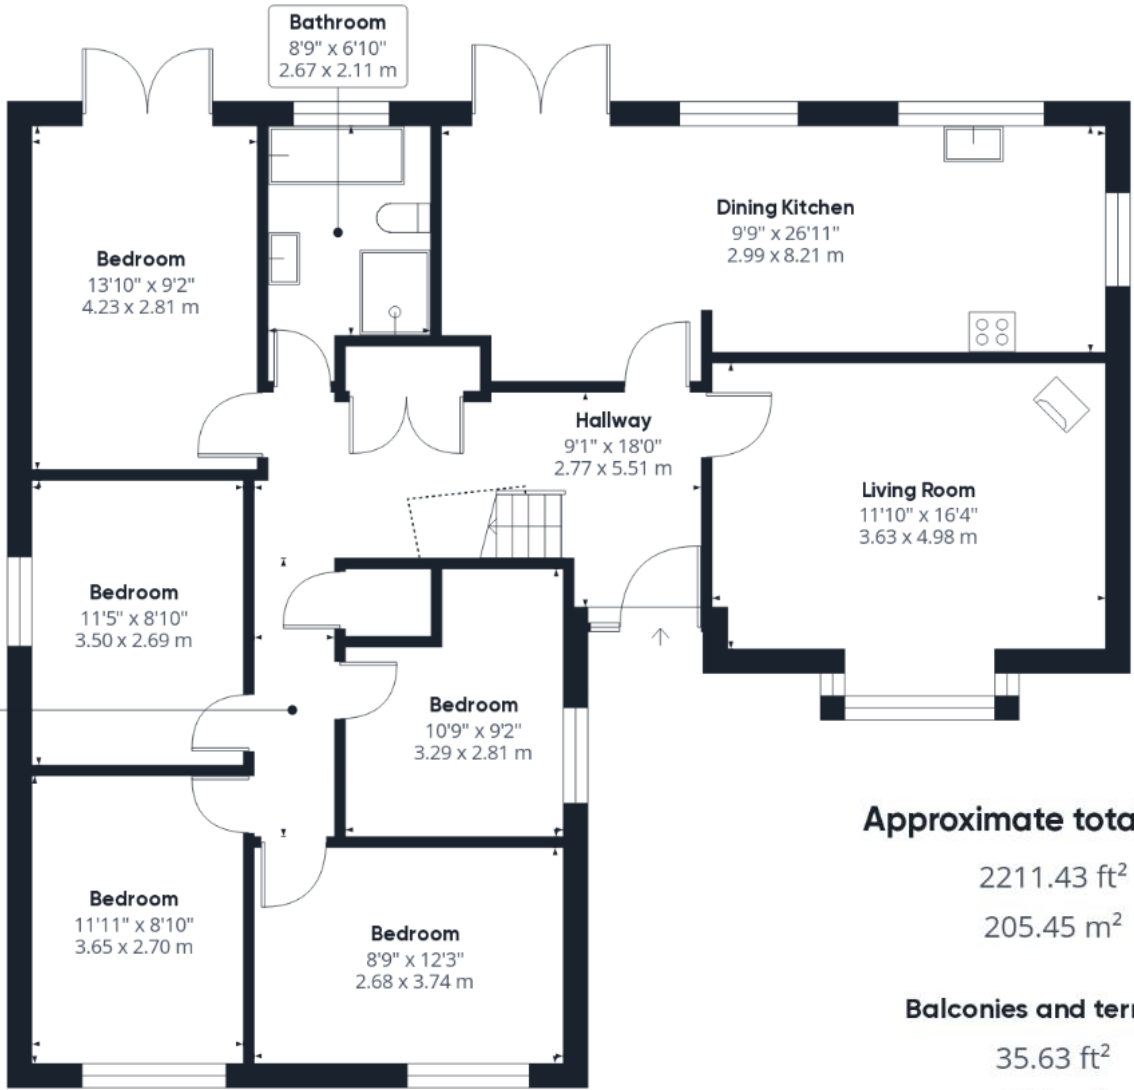 Bathroom
8'9" x 6'10"
2.67 x 2.11 m
Dining Kitchen
9'9" x 26'11"
2.99 x 8.21 m
Bedroom
13'10" x 9'2"
4.23 x 2.81 m
Hallway
9'1" x 18'0"
2.77 x 5.51 m
Living Room
11'10" x 16'4"
3.63 x 4.98 m
Bedroom
11'5" x 8'10"
3.50 x 2.69 m
Bedroom
10'9" x 9'2"
3.29 x 2.81 m
Bedroom
11'11" x 8'10"
3.65 x 2.70 m
Bedroom
8'9" x 12'3"
2.68 x 3.74 m
Approximate tota
2211.43 ft²
205.45 m²
Balconies and terr
35.63 ft²